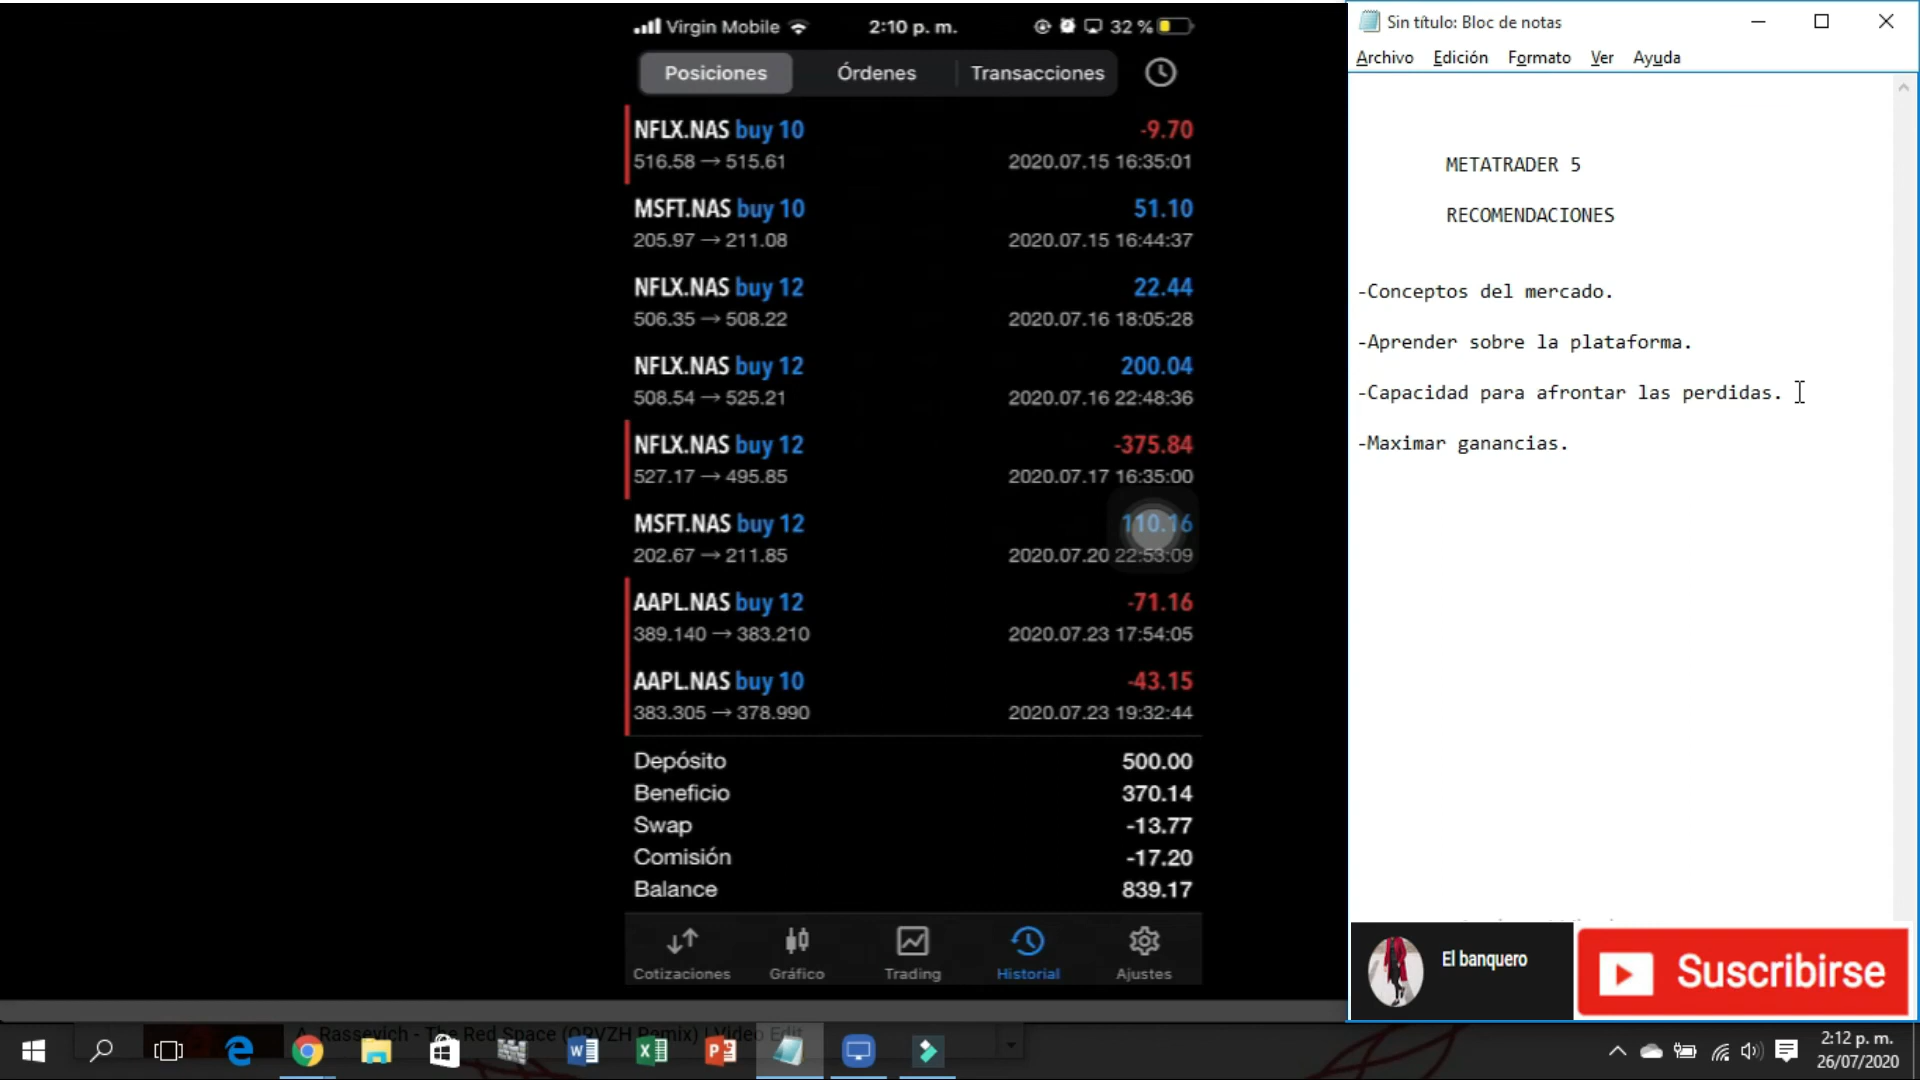 Virgin Mobile
2:10 p. m.
32 %
Posiciones
Órdenes
Transacciones
NFLX.NAS buy 10
-9.70
516.58 → 515.61
2020.07.15 16:35:01
MSFT.NAS buy 10
51.10
205.97 → 211.08
2020.07.15 16:44:37
NFLX.NAS buy 12
22.44
506.35 → 508.22
2020.07.16 18:05:28
NFLX.NAS buy 12
200.04
508.54 → 525.21
2020.07.16 22:48:36
NFLX.NAS buy 12
-375.84
527.17 → 495.85
2020.07.17 16:35:00
MSFT.NAS buy 12
110.16
202.67 → 211.85
2020.07.20 22:53:09
AAPL.NAS buy 12
-71.16
389.140 → 383.210
2020.07.23 17:54:05
AAPL.NAS buy 10
-43.15
383.305 → 378.990
2020.07.23 19:32:44
Depósito
500.00
Beneficio
370.14
Swap
-13.77
Comisión
-17.20
Balance
839.17
Cotizaciones
Gráfico
Trading
Historial
Ajustes
Sin título: Bloc de notas
Archivo Edición Formato Ver Ayuda
METATRADER 5
RECOMENDACIONES
-Conceptos del mercado.
-Aprender sobre la plataforma.
-Capacidad para afrontar las perdidas.
-Maximar ganancias.
El banquero
Suscribirse
Rassevich - The Red Space (ORVZH Remix) | Video Edit
2:12 p. m.
26/07/2020